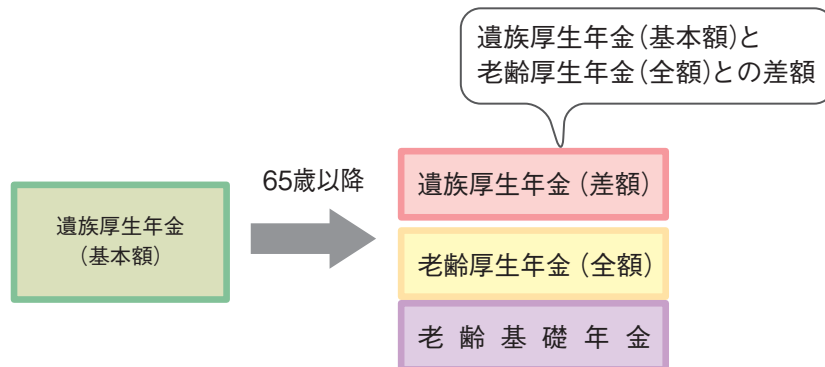 遺族厚生年金(基本額)と
老齢厚生年金(全額)との差額
65歳以降
遺族厚生年金
(基本額)
遺族厚生年金(差額)
老齢厚生年金(全額)
老齢基礎年金